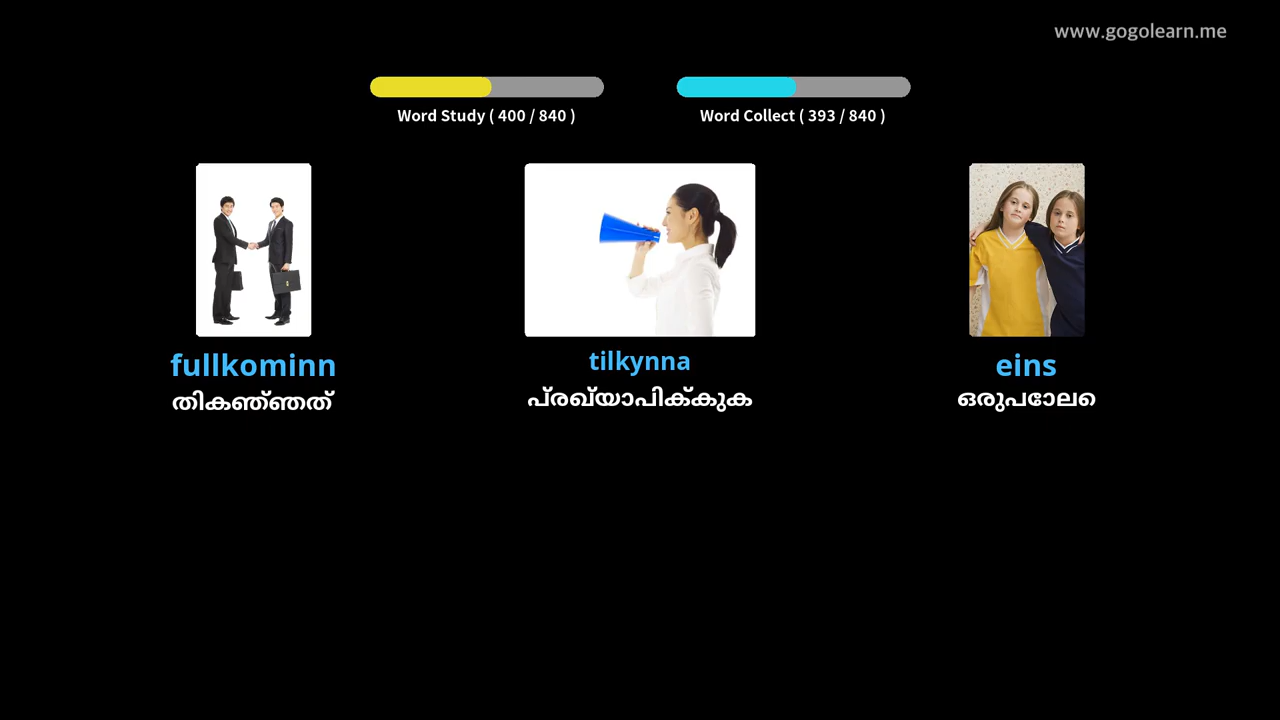 www.gogolearn.me
Word Study ( 400 / 840 )
Word Collect ( 393 / 840 )
fullkominn
tilkynna
eins
തികഞ്ഞത്
പ്രഖ്യാപിക്കുക
ഒരുപോലെ